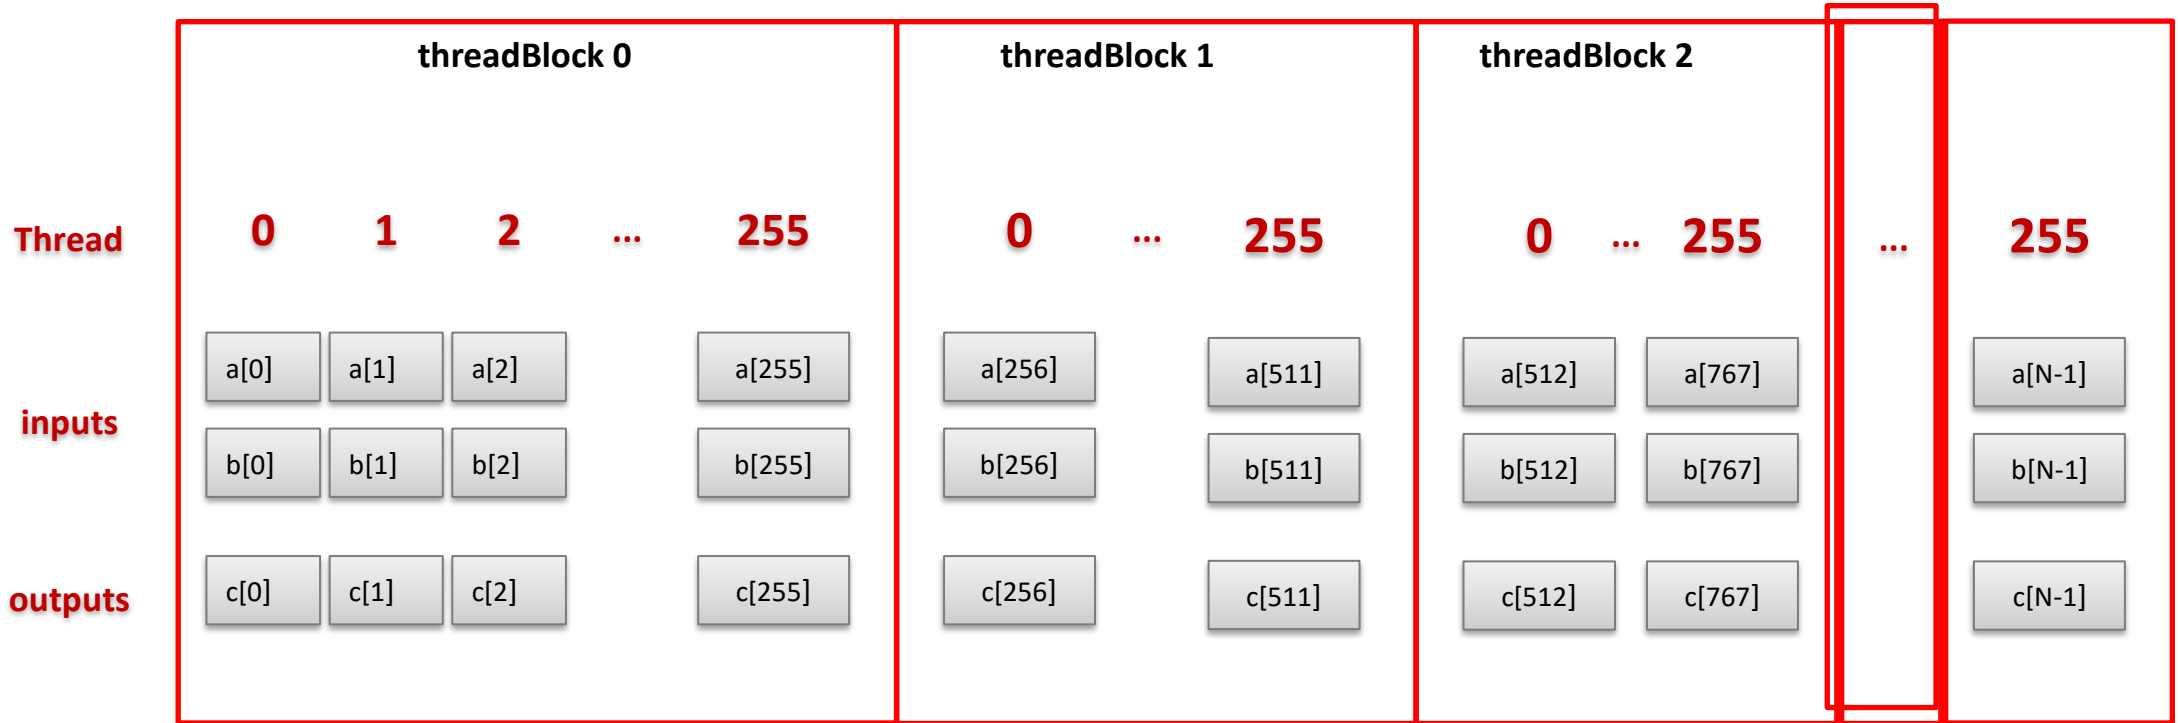 threadBlock 0 threadBlock 1 threadBlock 2
Thread 0 1 2 ... 255 0 ... 255 0 ... 255 ... 255
inputs
a[0] a[1] a[2] a[255] a[256] a[511] a[512] a[767] a[N-1]
b[0] b[1] b[2] b[255] b[256] b[511] b[512] b[767] b[N-1]
outputs
c[0] c[1] c[2] c[255] c[256] c[511] c[512] c[767] c[N-1]